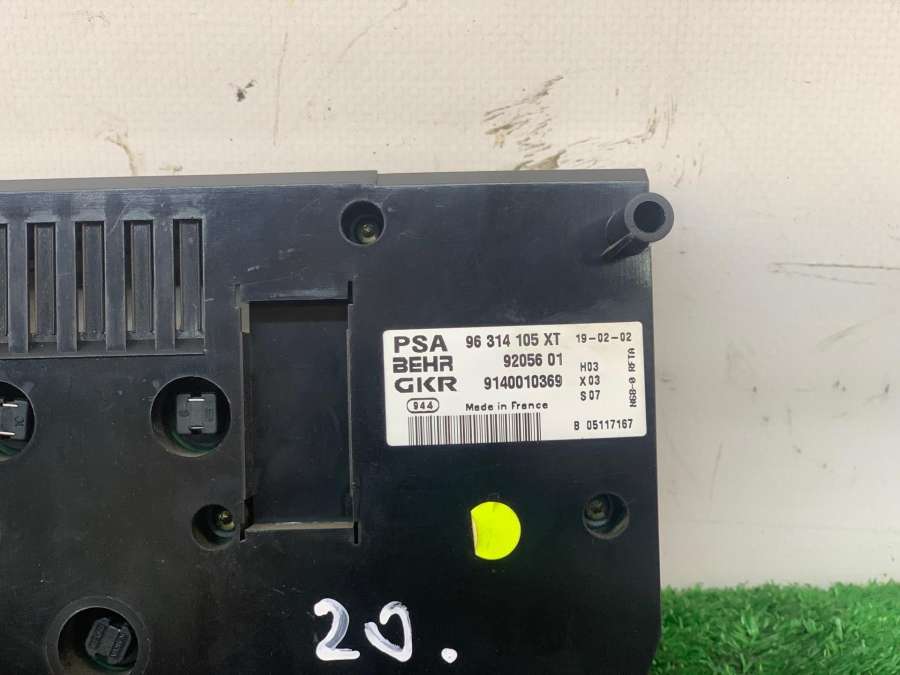 PSA 96 314 105 XT 19-02-02
BEHR 92056 01 H03
GKR 9140010369 X03
S07
944 Made in France
B 05117167
N68-0 RFTA
20.